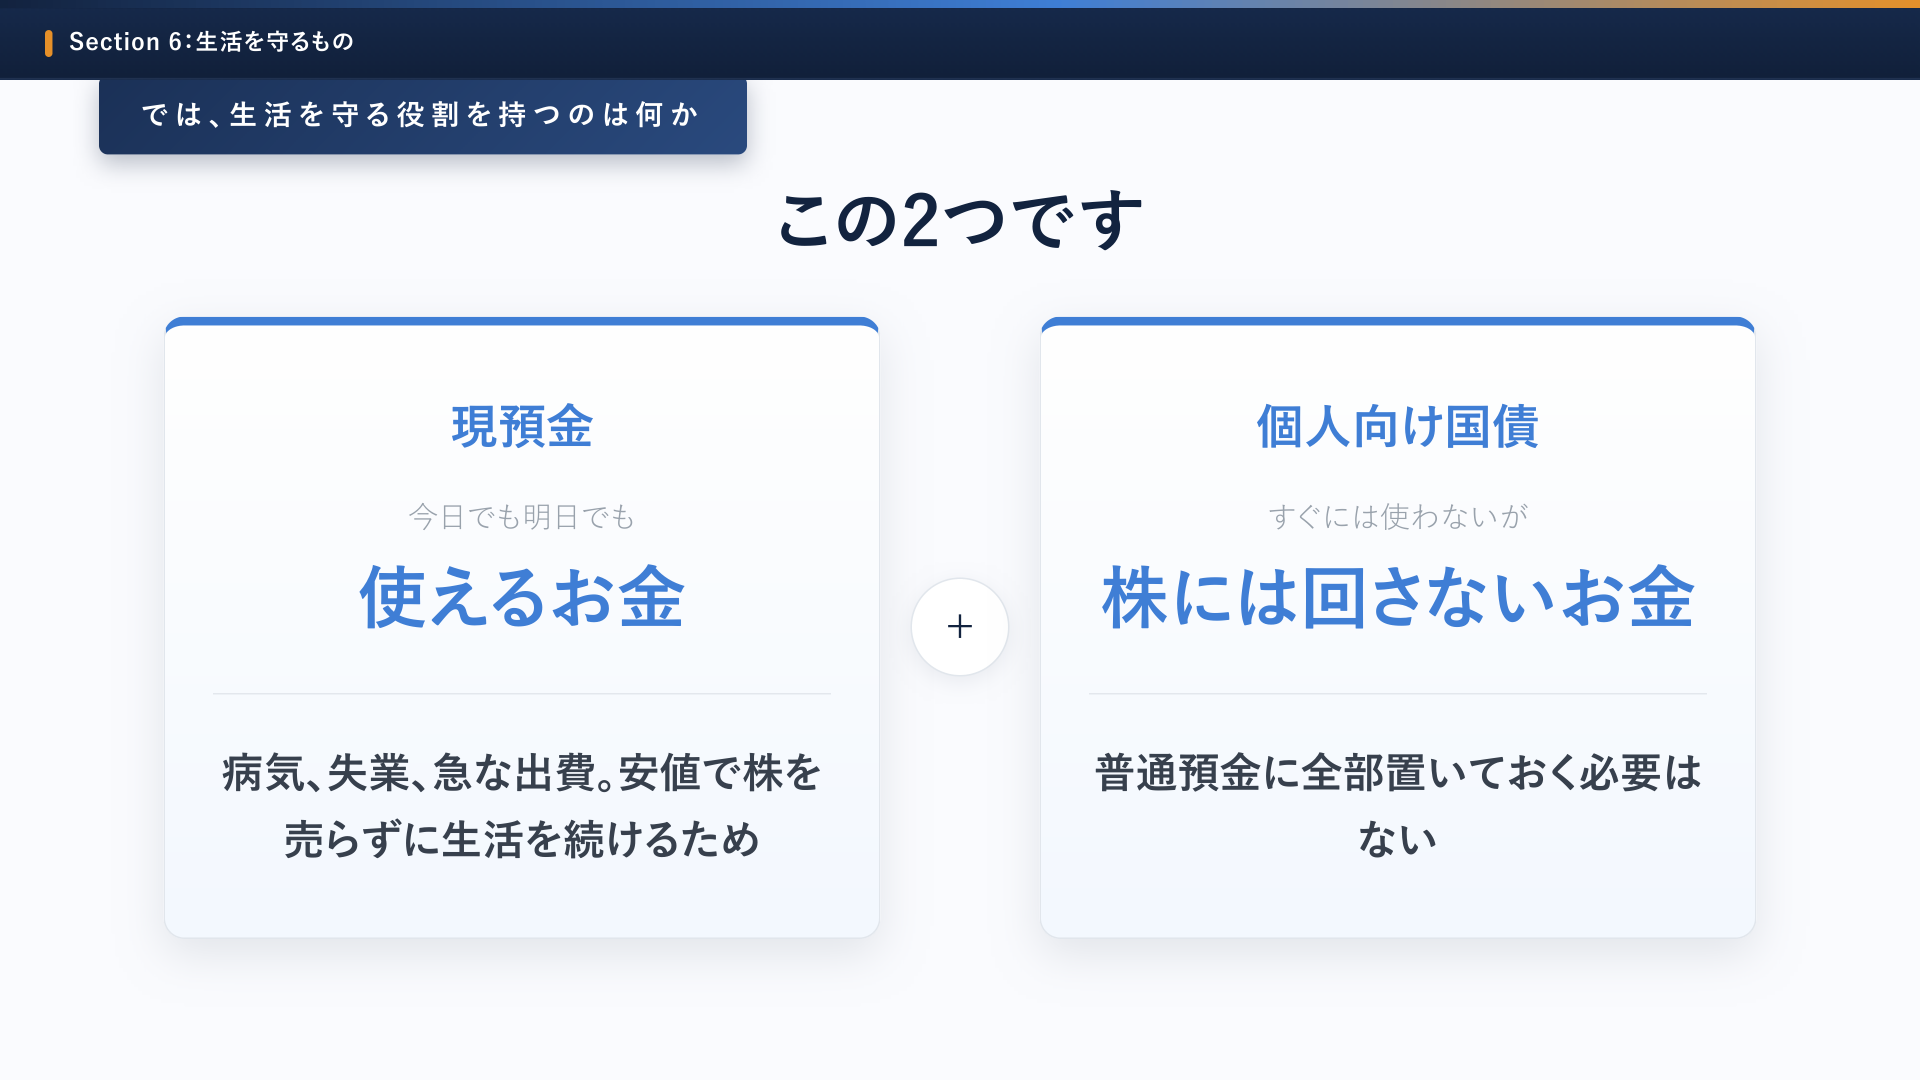 Section 6：生活を守るもの
では、生活を守る役割を持つのは何か
この2つです
現預金
今日でも明日でも
使えるお金
病気、失業、急な出費。安値で株を
売らずに生活を続けるため
+
個人向け国債
すぐには使わないが
株には回さないお金
普通預金に全部置いておく必要は
ない